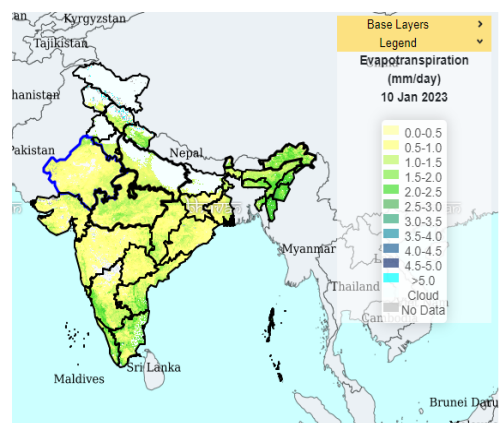 Base Layers
Legend
Evapotranspiration
(mm/day)
10 Jan 2023
0.0-0.5
0.5-1.0
1.0-1.5
1.5-2.0
2.0-2.5
2.5-3.0
3.0-3.5
3.5-4.0
4.0-4.5
4.5-5.0
>5.0
Cloud
No Data
Kyrgyzstan
Tajikistan
hanistan
Pakistan
Nepal
Myanmar
Thailand
Sri Lanka
Maldives
Brunei Daru